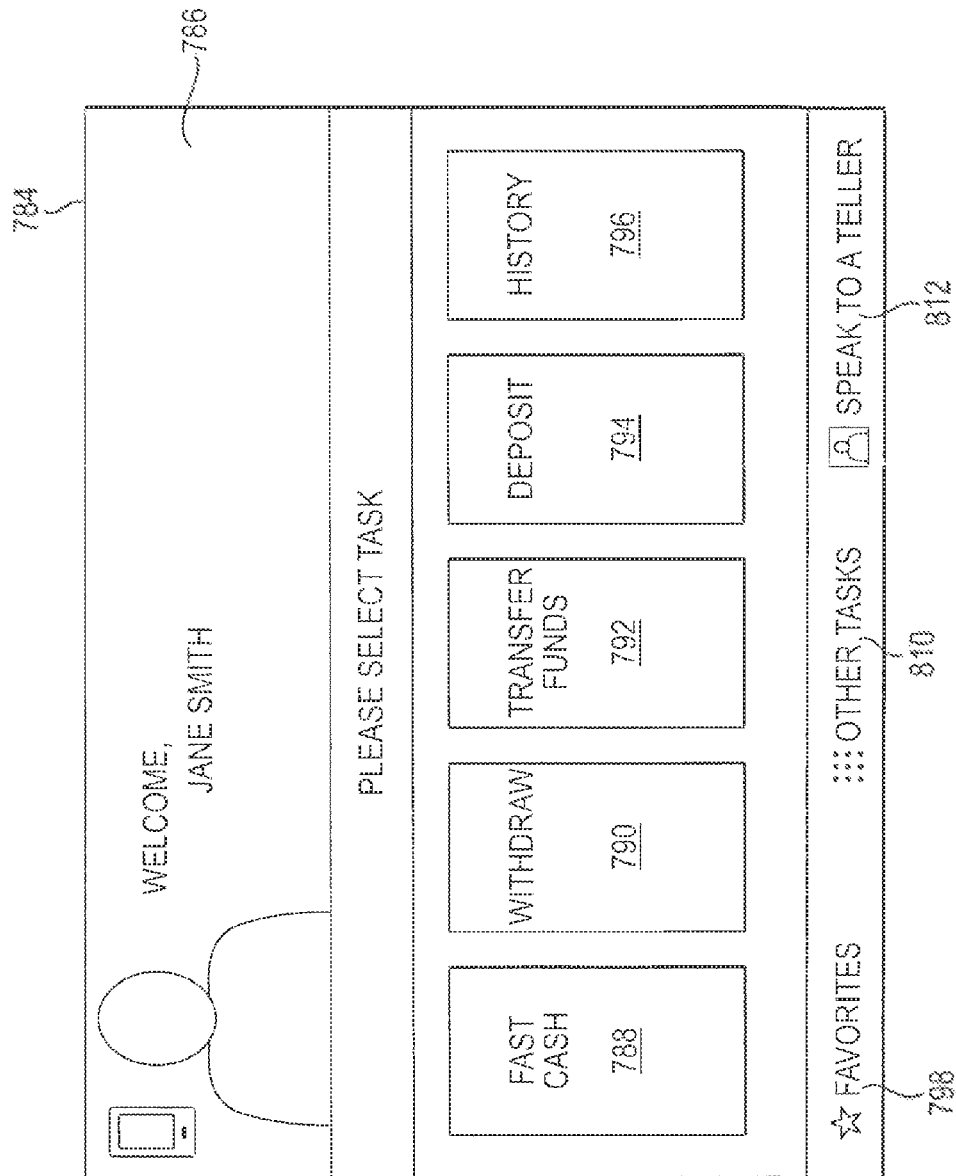 784
786
WELCOME,
JANE SMITH
PLEASE SELECT TASK
FAST
CASH
788
WITHDRAW
790
TRANSFER
FUNDS
792
DEPOSIT
794
HISTORY
796
FAVORITES
OTHER TASKS
SPEAK TO A TELLER
798
810
812